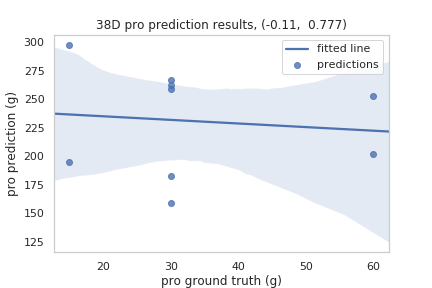 38D pro prediction results, (-0.11,  0.777)
fitted line
predictions
300
275
250
225
200
175
150
125
pro prediction (g)
20 30 40 50 60
pro ground truth (g)